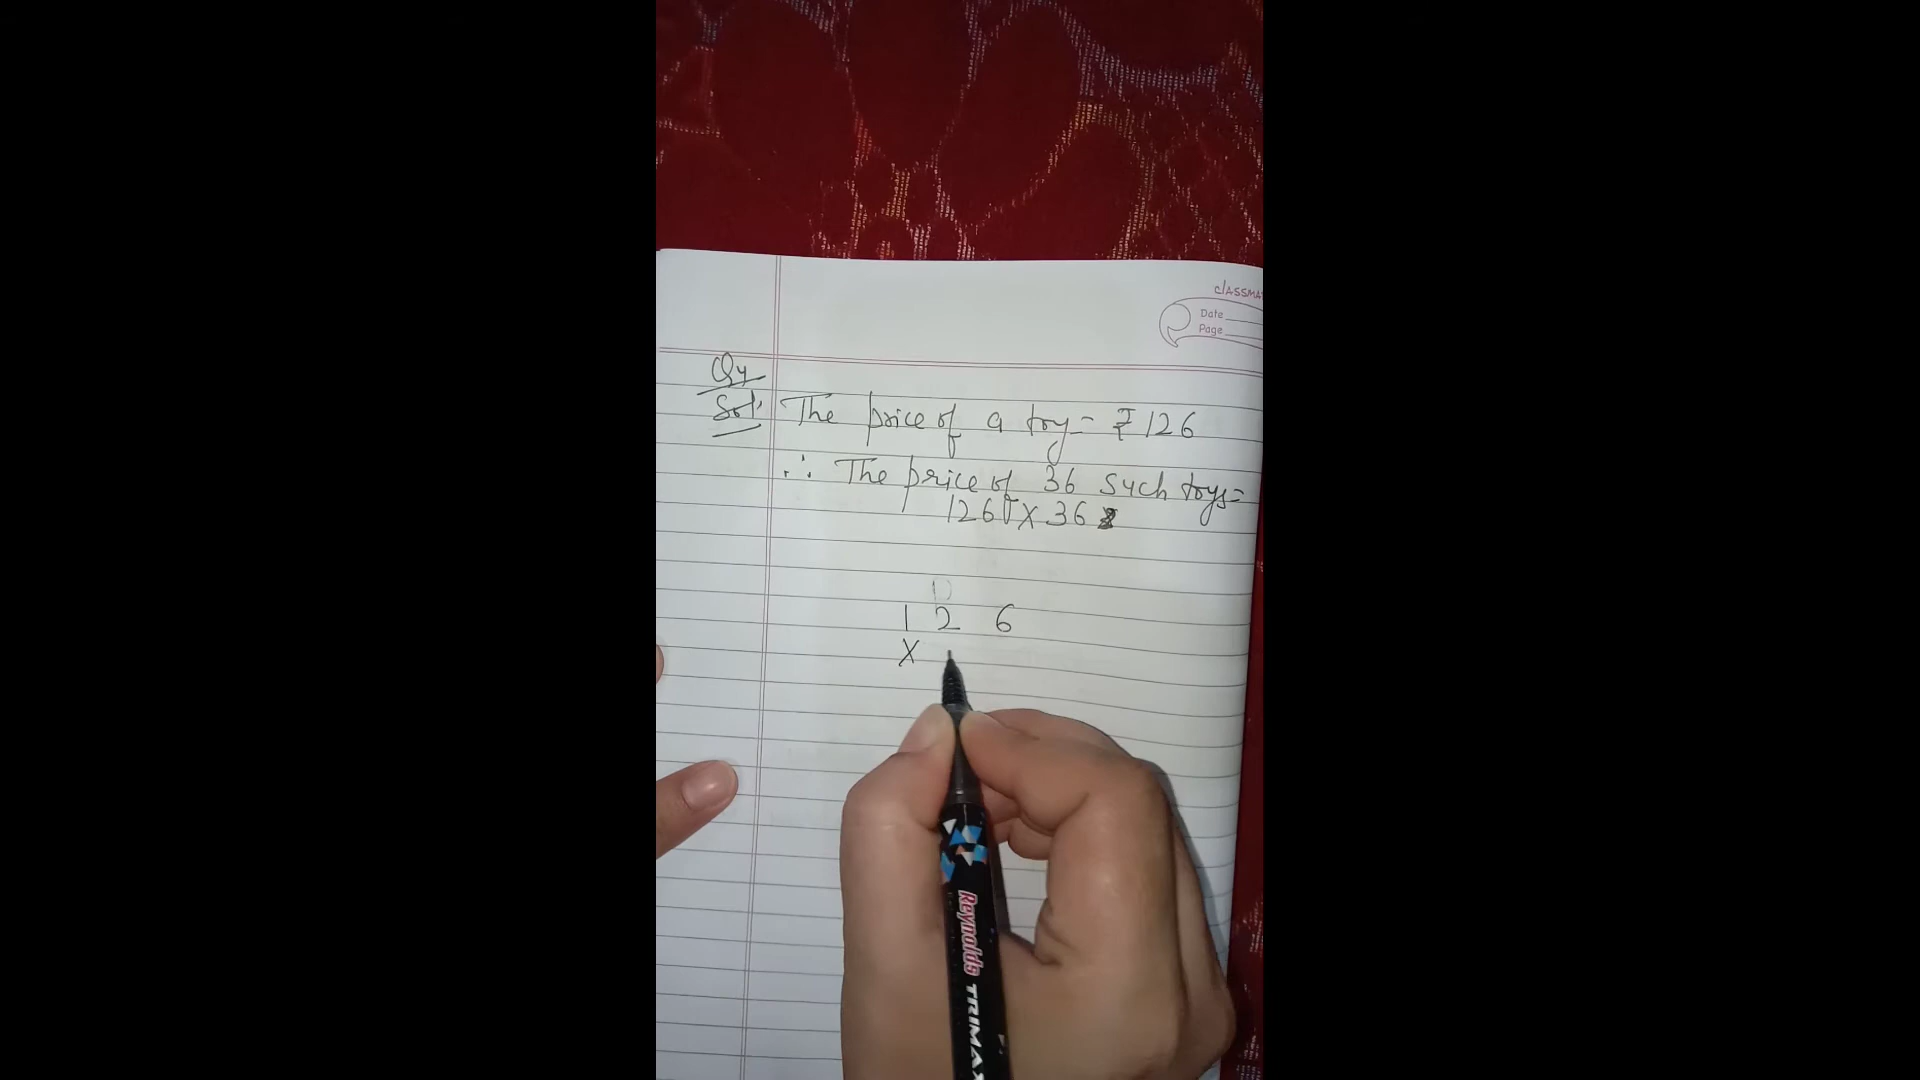 classma
Date
Page
Q4
Sol. The price of a toy = ₹ 126
∴ The price of 36 such toys =
126 X 36
1 2 6
X
Reynolds TRIMAX